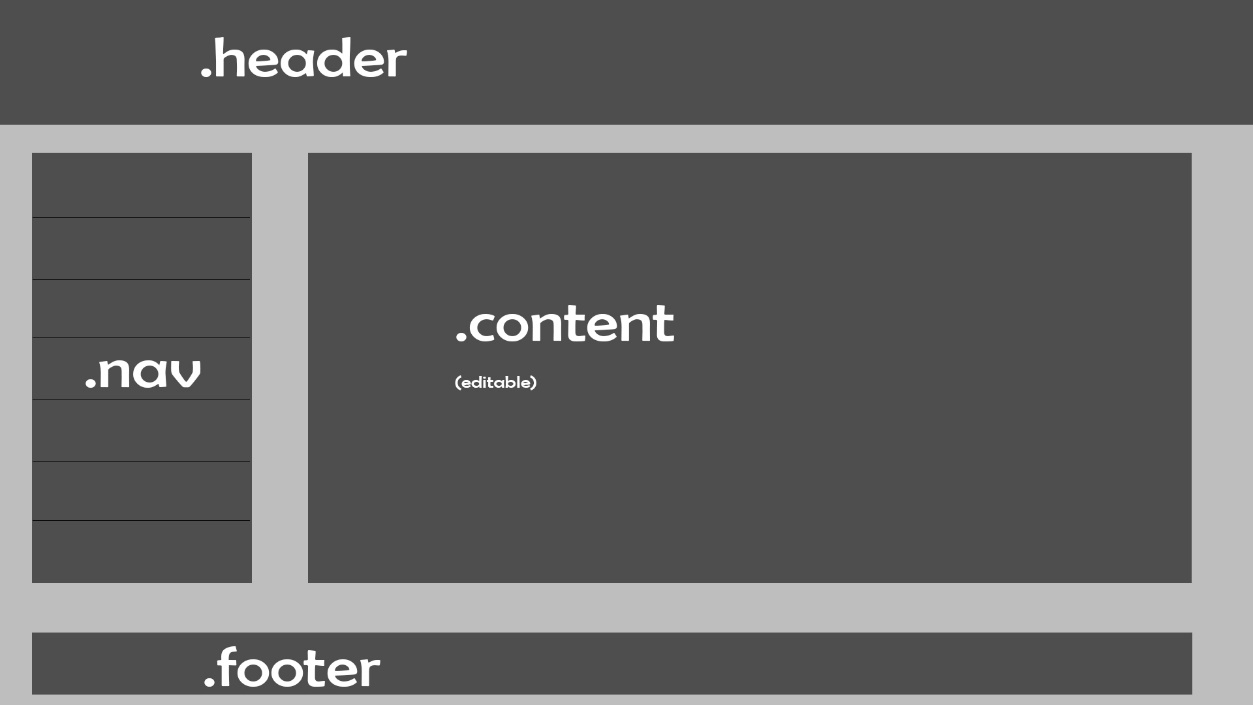 .header
.nav
.content
(editable)
.footer